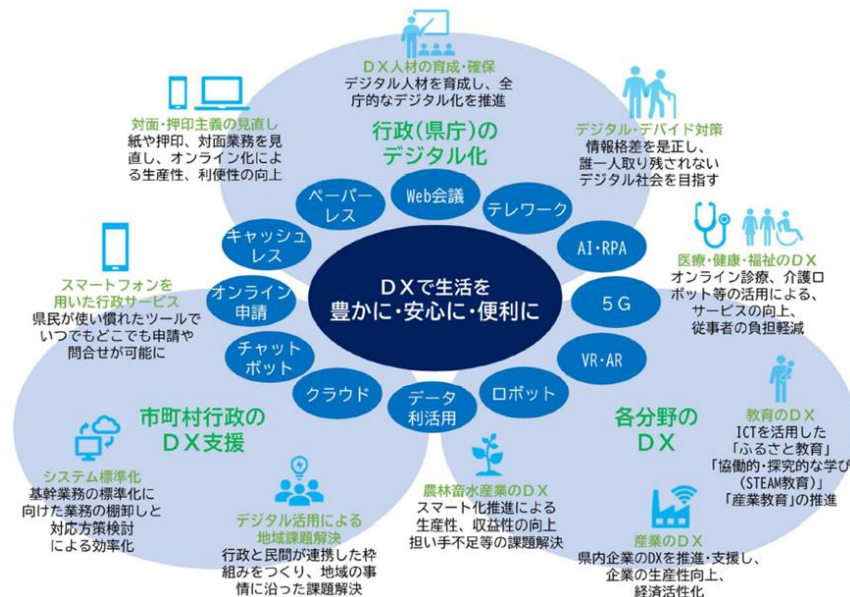 DX人材の育成・確保
デジタル人材を育成し、全
庁的なデジタル化を推進
対面・押印主義の見直し
紙や押印、対面業務を見
直し、オンライン化によ
る生産性、利便性の向上
行政(県庁)の
デジタル化
デジタル・デバイド対策
情報格差を是正し、
誰一人取り残されない
デジタル社会を目指す
ペーパー
レス
Web会議
テレワーク
キャッシュ
レス
AI・RPA
スマートフォンを
用いた行政サービス
県民が使い慣れたツールで
いつでもどこでも申請や
問合せが可能に
オンライン
申請
DXで生活を
豊かに・安心に・便利に
5G
医療・健康・福祉のDX
オンライン診療、介護ロ
ボット等の活用による、
サービスの向上、
従事者の負担軽減
チャット
ボット
VR・AR
クラウド
データ
利活用
ロボット
市町村行政の
DX支援
各分野の
DX
教育のDX
ICTを活用した
「ふるさと教育」
「協働的・探究的な学び
(STEAM教育)」
「産業教育」の推進
システム標準化
基幹業務の標準化に
向けた業務の棚卸しと
対応方策検討
による効率化
デジタル活用による
地域課題解決
行政と民間が連携した枠
組みをつくり、地域の事
情に沿った課題解決
農林畜水産業のDX
スマート化推進による
生産性、収益性の向上
担い手不足等の課題解決
産業のDX
県内企業のDXを推進・支援し、
企業の生産性向上、
経済活性化